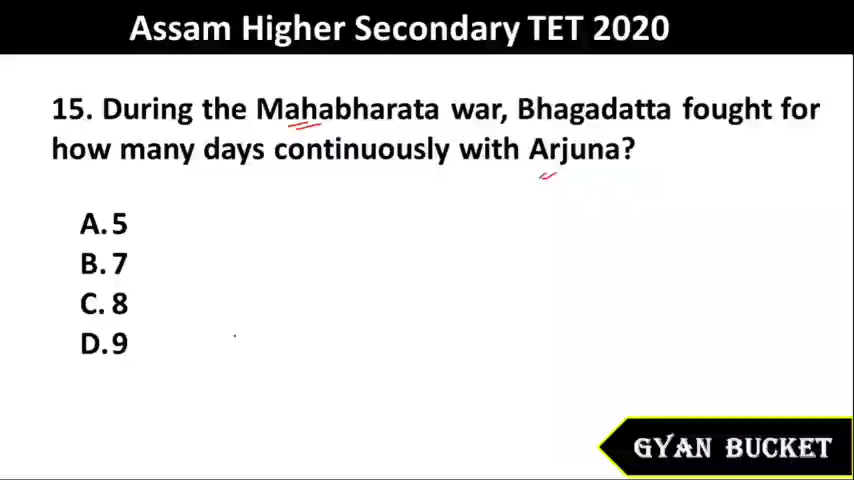 Assam Higher Secondary TET 2020
15. During the Mahabharata war, Bhagadatta fought for
how many days continuously with Arjuna?
A. 5
B. 7
C. 8
D. 9
GYAN BUCKET